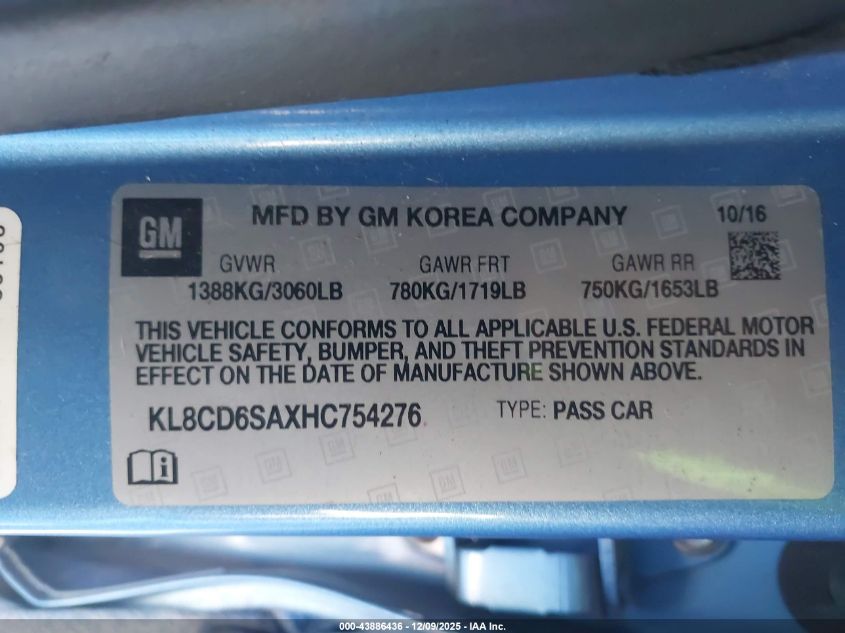 GM
MFD BY GM KOREA COMPANY
10/16
GVWR
GAWR FRT
GAWR RR
1388KG/3060LB
780KG/1719LB
750KG/1653LB
THIS VEHICLE CONFORMS TO ALL APPLICABLE U.S. FEDERAL MOTOR
VEHICLE SAFETY, BUMPER, AND THEFT PREVENTION STANDARDS IN
EFFECT ON THE DATE OF MANUFACTURE SHOWN ABOVE.
KL8CD6SAXHC754276
TYPE: PASS CAR
000-43886436 - 12/09/2025 - IAA Inc.